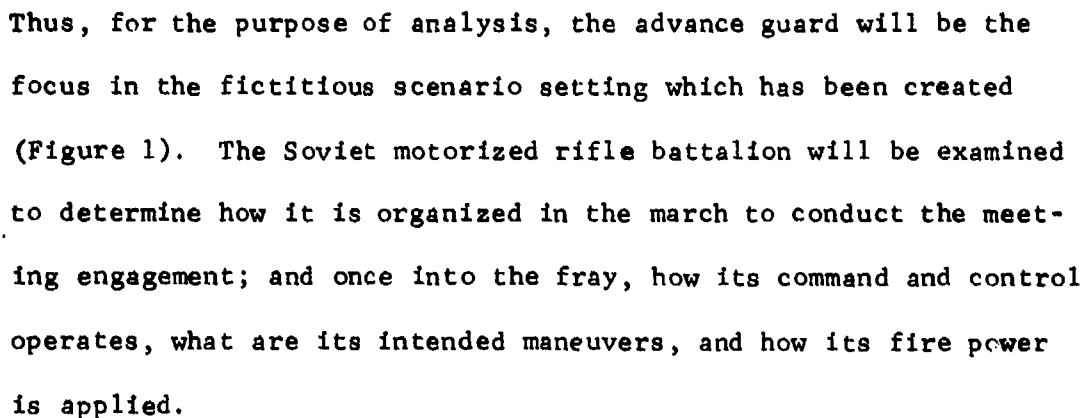 Thus, for the purpose of analysis, the advance guard will be the
focus in the fictitious scenario setting which has been created
(Figure 1). The Soviet motorized rifle battalion will be examined
to determine how it is organized in the march to conduct the meet-
ing engagement; and once into the fray, how its command and control
operates, what are its intended maneuvers, and how its fire power
is applied.